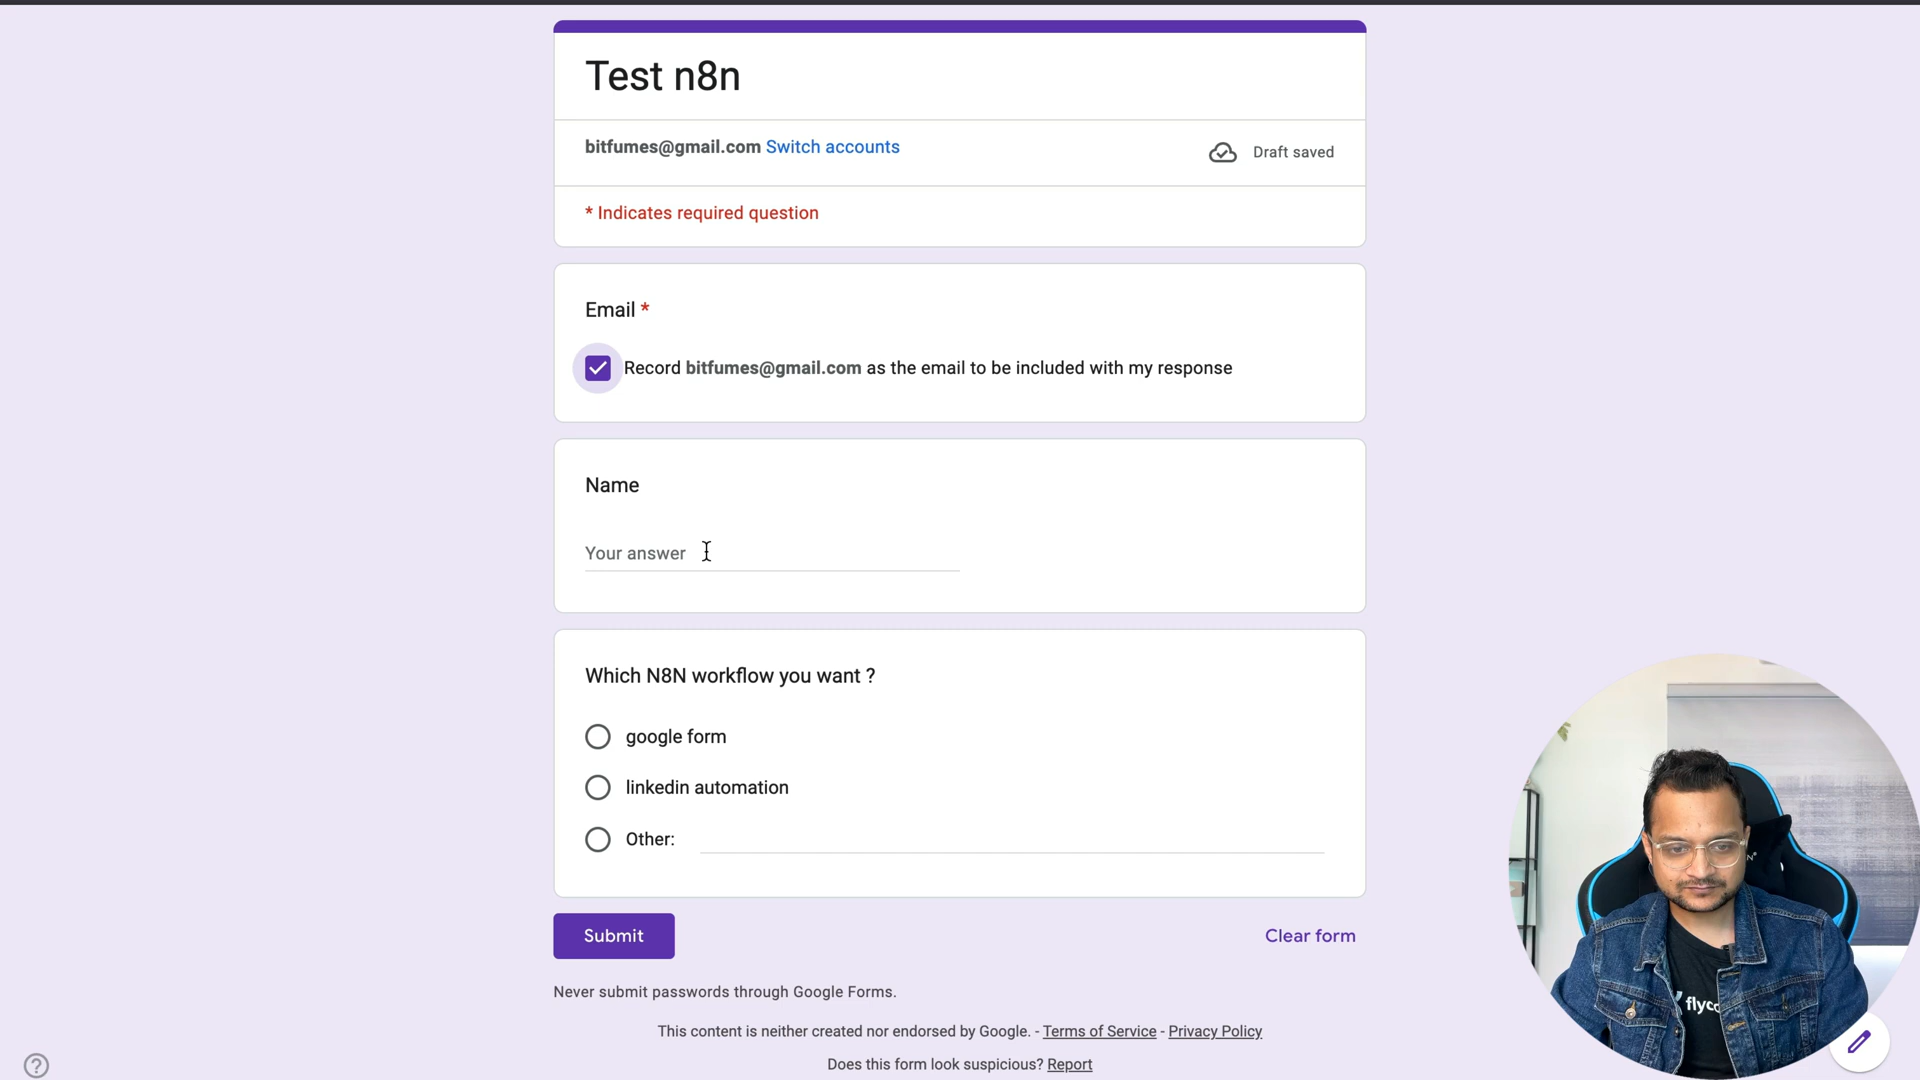 Test n8n
bitfumes@gmail.com Switch accounts
Draft saved
* Indicates required question
Email *
Record bitfumes@gmail.com as the email to be included with my response
Name
Your answer
Which N8N workflow you want ?
google form
linkedin automation
Other:
Submit
Clear form
Never submit passwords through Google Forms.
This content is neither created nor endorsed by Google. - Terms of Service - Privacy Policy
Does this form look suspicious? Report